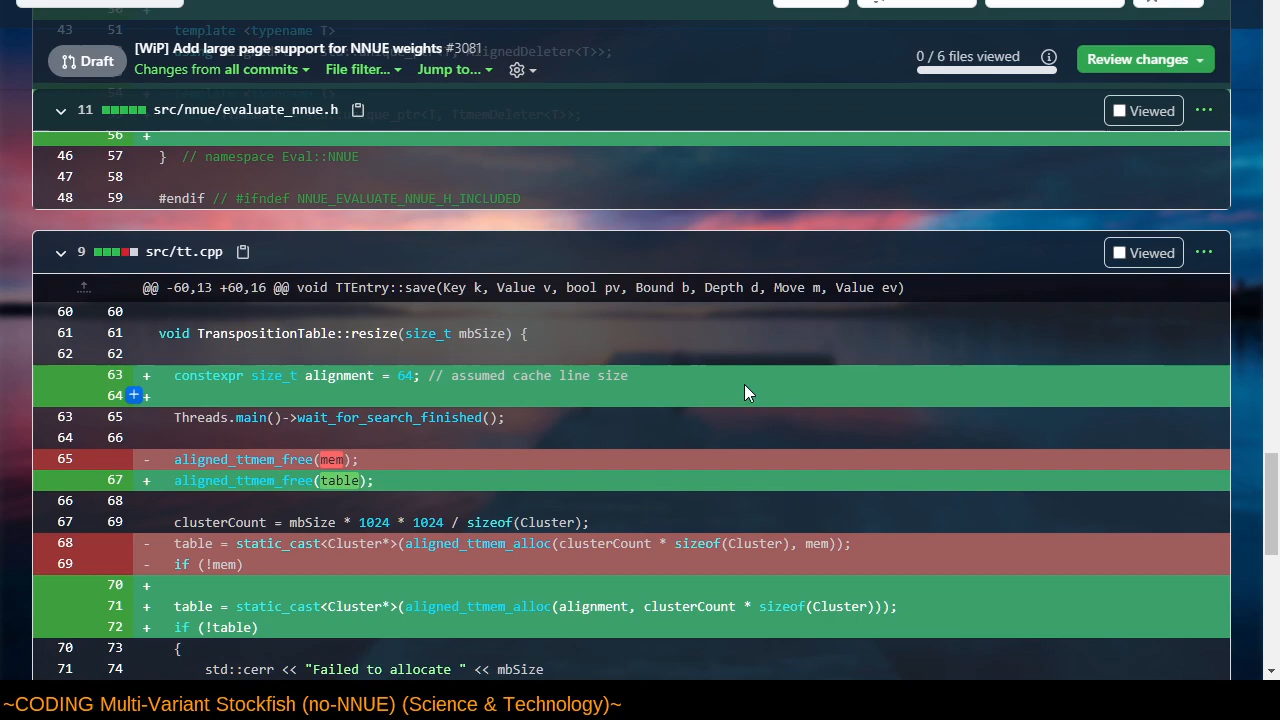 43 51 template <typename T>
[WiP] Add large page support for NNUE weights #3081
Draft
Changes from all commits File filter... Jump to...
0 / 6 files viewed
Review changes
11 src/nnue/evaluate_nnue.h Viewed
56 +
46 57 } // namespace Eval::NNUE
47 58
48 59 #endif // #ifndef NNUE_EVALUATE_NNUE_H_INCLUDED
9 src/tt.cpp Viewed
@@ -60,13 +60,16 @@ void TTEntry::save(Key k, Value v, bool pv, Bound b, Depth d, Move m, Value ev)
60 60
61 61 void TranspositionTable::resize(size_t mbSize) {
62 62
63 + constexpr size_t alignment = 64; // assumed cache line size
64 +
63 65 Threads.main()->wait_for_search_finished();
64 66
65 - aligned_ttmem_free(mem);
67 + aligned_ttmem_free(table);
66 68
67 69 clusterCount = mbSize * 1024 * 1024 / sizeof(Cluster);
68 - table = static_cast<Cluster*>(aligned_ttmem_alloc(clusterCount * sizeof(Cluster), mem));
69 - if (!mem)
70 +
71 + table = static_cast<Cluster*>(aligned_ttmem_alloc(alignment, clusterCount * sizeof(Cluster)));
72 + if (!table)
70 73 {
71 74 std::cerr << "Failed to allocate " << mbSize
~CODING Multi-Variant Stockfish (no-NNUE) (Science & Technology)~